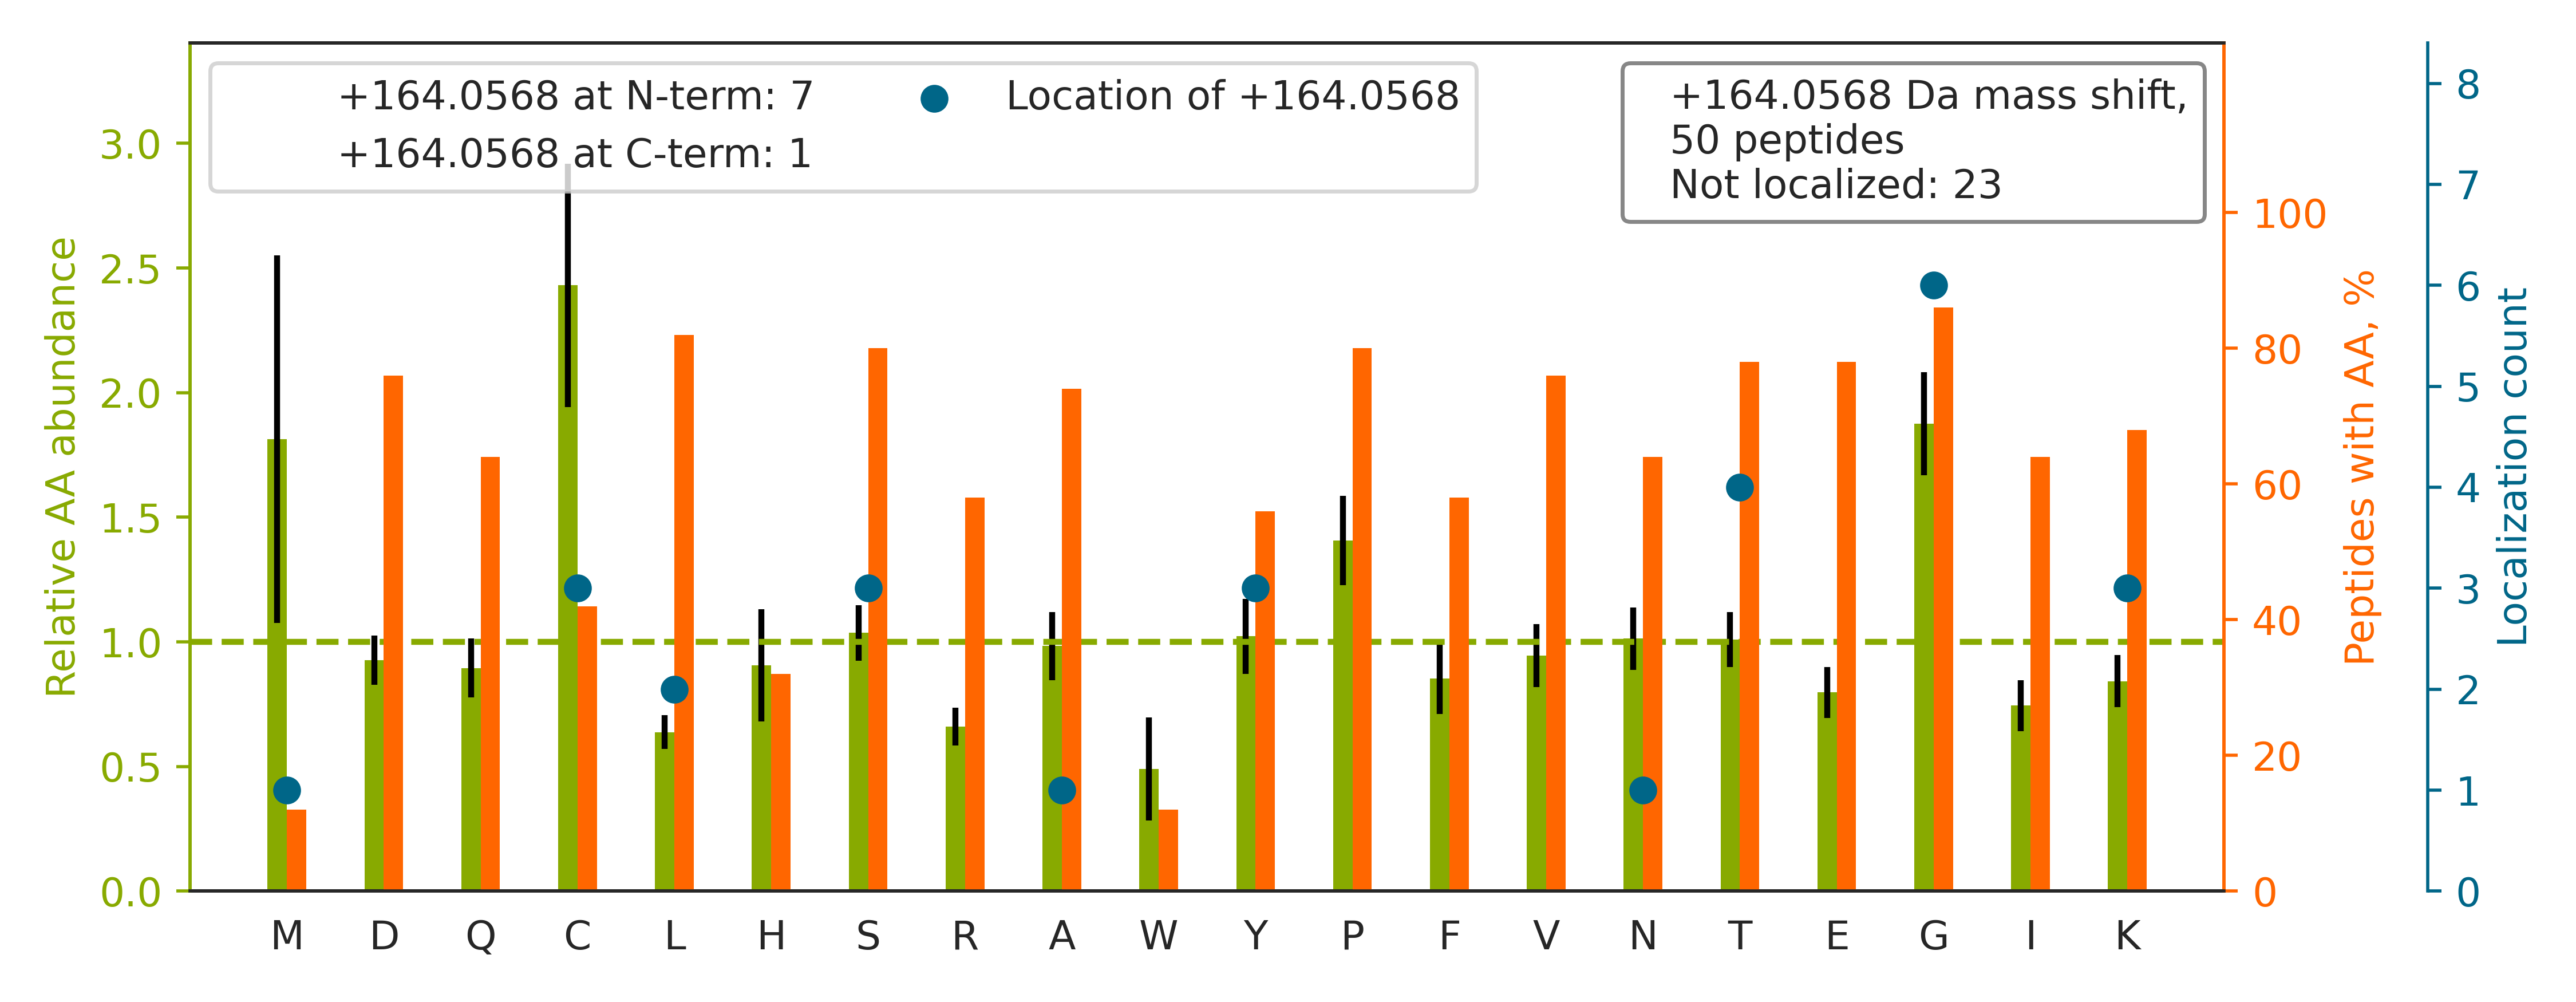 +164.0568 at N-term: 7
+164.0568 at C-term: 1
Location of +164.0568
+164.0568 Da mass shift,
50 peptides
Not localized: 23
Relative AA abundance
3.0
2.5
2.0
1.5
1.0
0.5
0.0
M D Q C L H S R A W Y P F V N T E G I K
100
80
60
40
20
0
Peptides with AA, %
8
7
6
5
4
3
2
1
0
Localization count